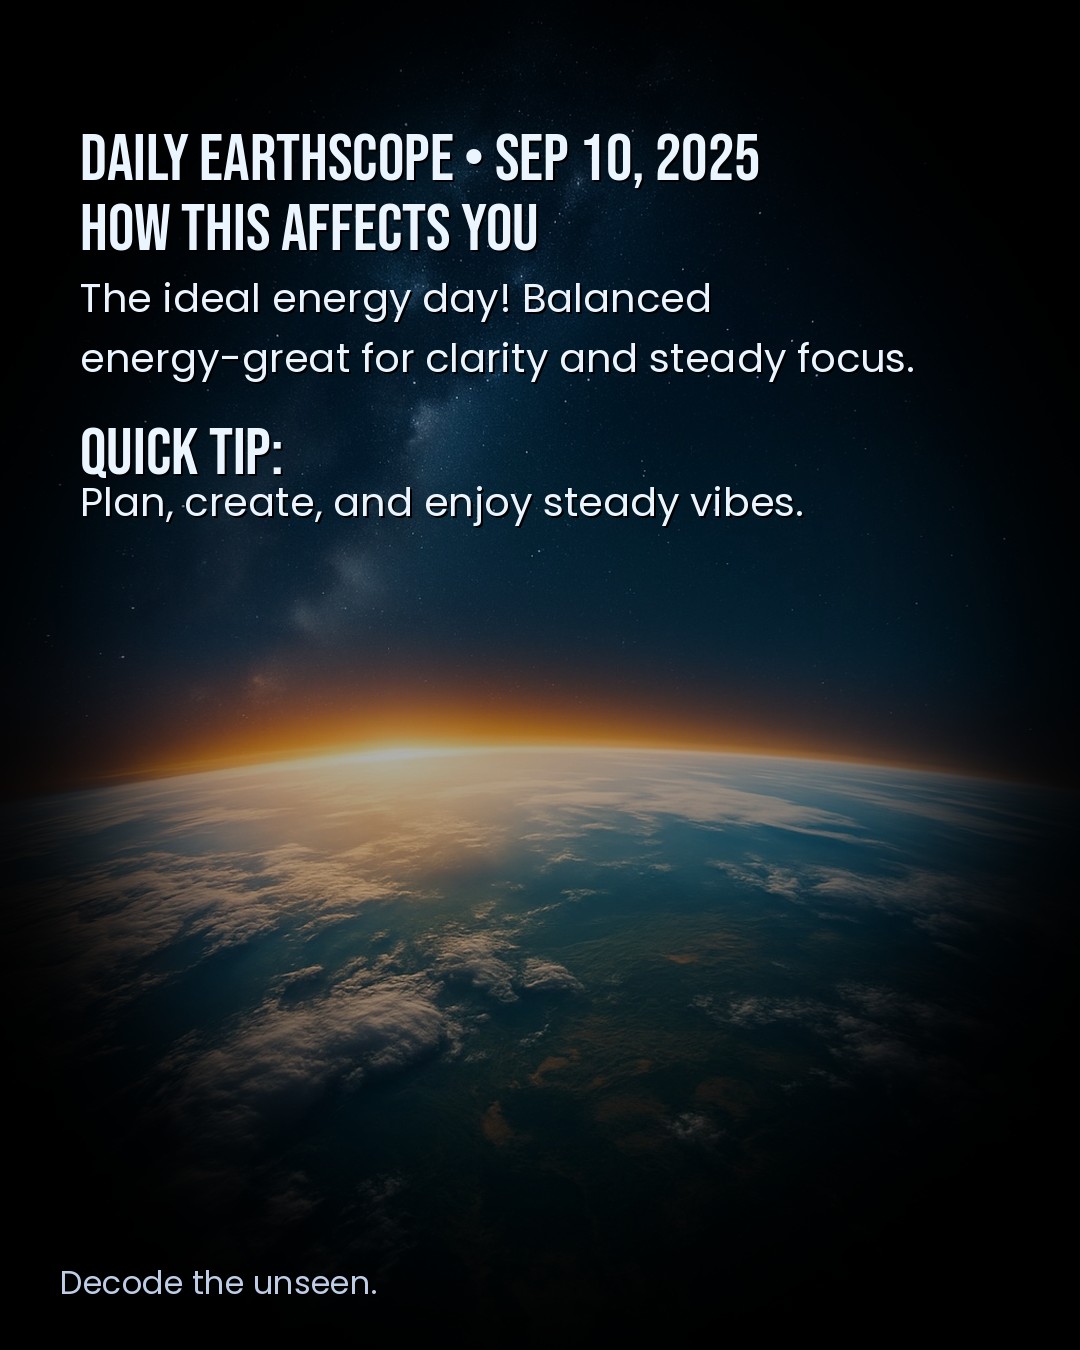 DAILY EARTHSCOPE • SEP 10, 2025
HOW THIS AFFECTS YOU
The ideal energy day! Balanced
energy-great for clarity and steady focus.
QUICK TIP:
Plan, create, and enjoy steady vibes.
Decode the unseen.